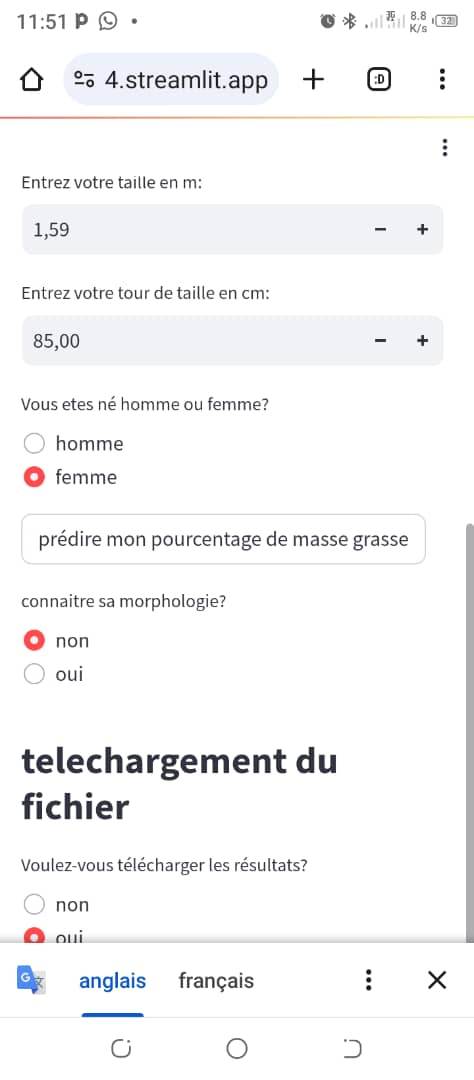 11:51
8.8
K/s
32
4.streamlit.app
:D
Entrez votre taille en m:
1,59
Entrez votre tour de taille en cm:
85,00
Vous etes né homme ou femme?
homme
femme
prédire mon pourcentage de masse grasse
connaitre sa morphologie?
non
oui
telechargement du
fichier
Voulez-vous télécharger les résultats?
non
oui
anglais français